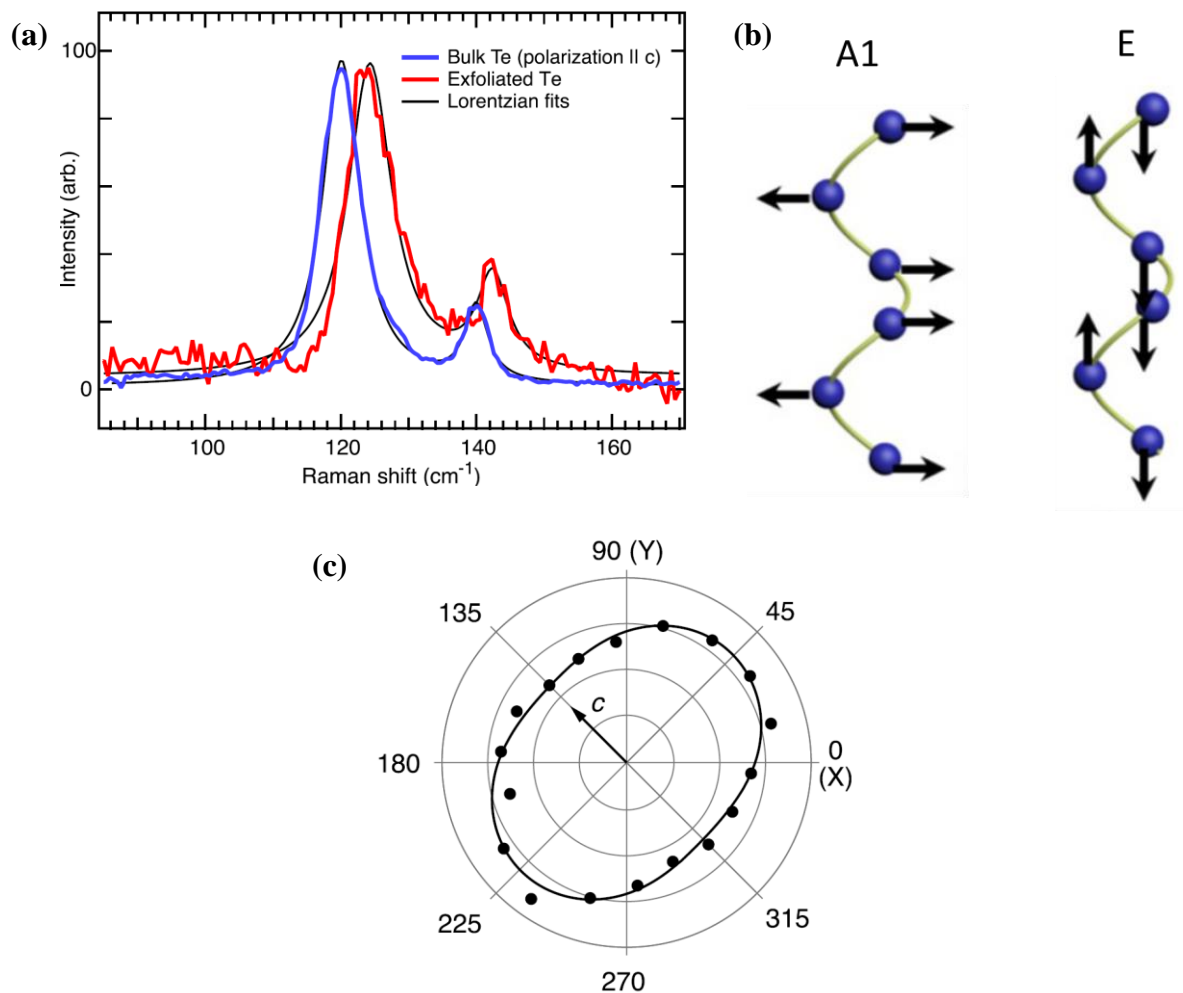 (a)
100
0
Intensity (arb.)
Bulk Te (polarization || c)
Exfoliated Te
Lorentzian fits
100
120
140
160
Raman shift (cm⁻¹)
(b)
A1
E
(c)
90 (Y)
135
45
c
180
0
(X)
225
315
270